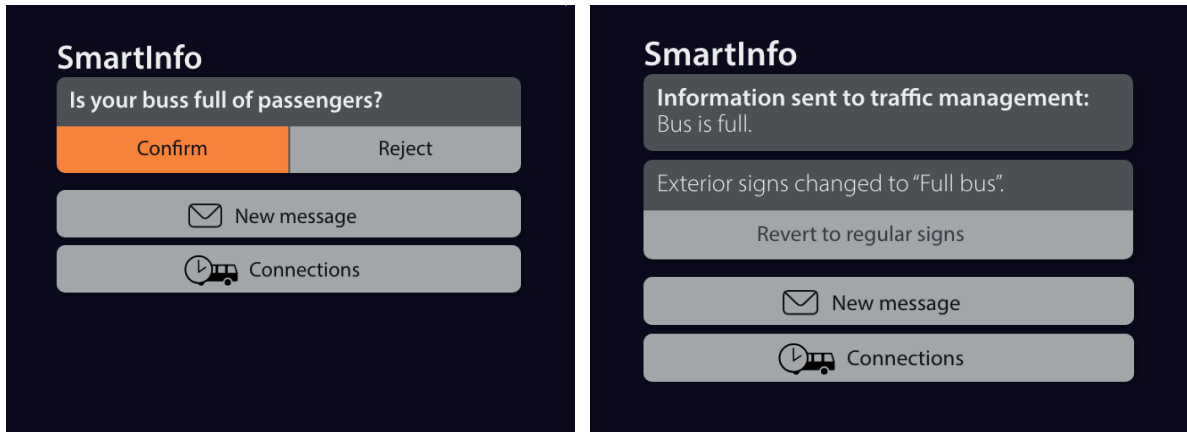 SmartInfo
Is your buss full of passengers?
Confirm
Reject
New message
Connections
SmartInfo
Information sent to traffic management:
Bus is full.
Exterior signs changed to “Full bus”.
Revert to regular signs
New message
Connections